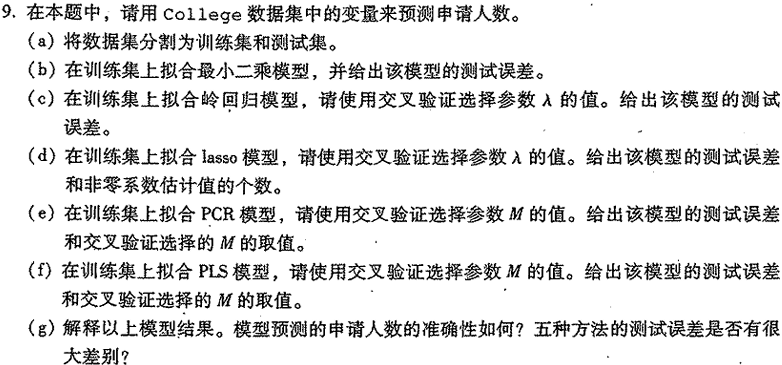 9. 在本题中，请用 College 数据集中的变量来预测申请人数。
(a) 将数据集分割为训练集和测试集。
(b) 在训练集上拟合最小二乘模型，并给出该模型的测试误差。
(c) 在训练集上拟合岭回归模型，请使用交叉验证选择参数 λ 的值。给出该模型的测试
误差。
(d) 在训练集上拟合 lasso 模型，请使用交叉验证选择参数 λ 的值。给出该模型的测试误差
和非零系数估计值的个数。
(e) 在训练集上拟合 PCR 模型，请使用交叉验证选择参数 M 的值。给出该模型的测试误差
和交叉验证选择的 M 的取值。
(f) 在训练集上拟合 PLS 模型，请使用交叉验证选择参数 M 的值。给出该模型的测试误差
和交叉验证选择的 M 的取值。
(g) 解释以上模型结果。模型预测的申请人数的准确性如何？五种方法的测试误差是否有很
大差别？